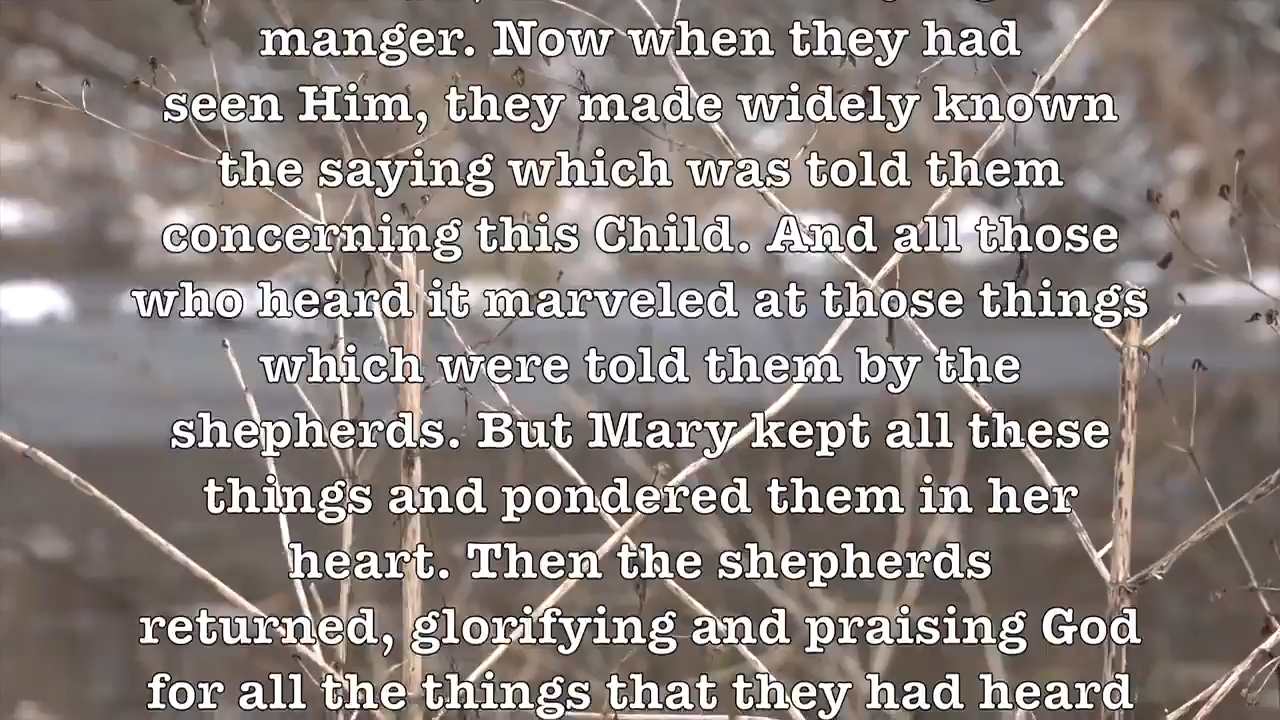 manger. Now when they had
seen Him, they made widely known
the saying which was told them
concerning this Child. And all those
who heard it marveled at those things
which were told them by the
shepherds. But Mary kept all these
things and pondered them in her
heart. Then the shepherds
returned, glorifying and praising God
for all the things that they had heard